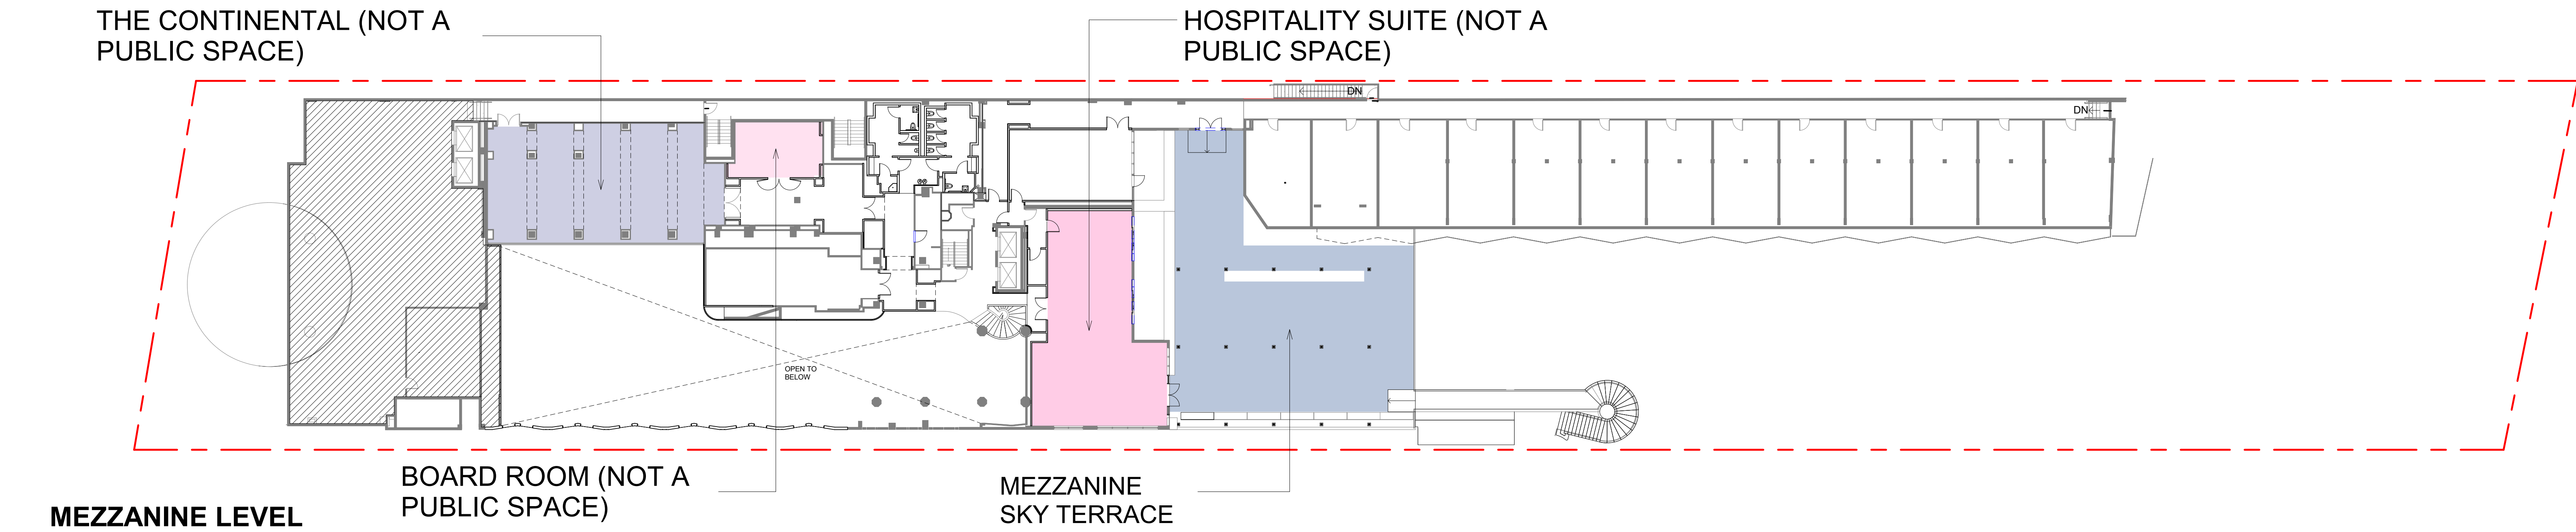 THE CONTINENTAL (NOT A
PUBLIC SPACE)
HOSPITALITY SUITE (NOT A
PUBLIC SPACE)
DN
DN
OPEN TO
BELOW
BOARD ROOM (NOT A
PUBLIC SPACE)
MEZZANINE
SKY TERRACE
MEZZANINE LEVEL